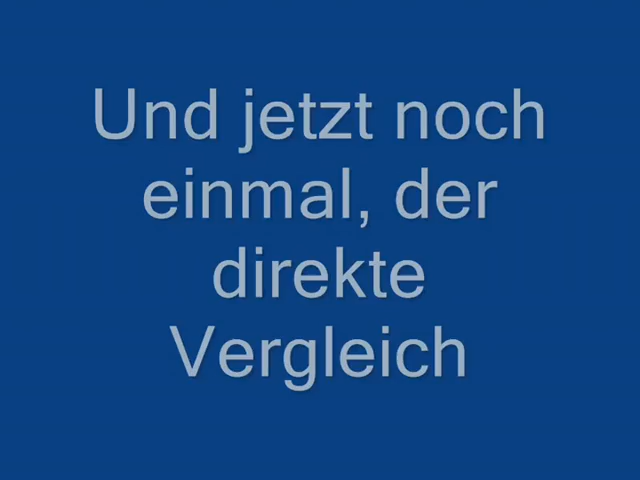 Und jetzt noch
einmal, der
direkte
Vergleich